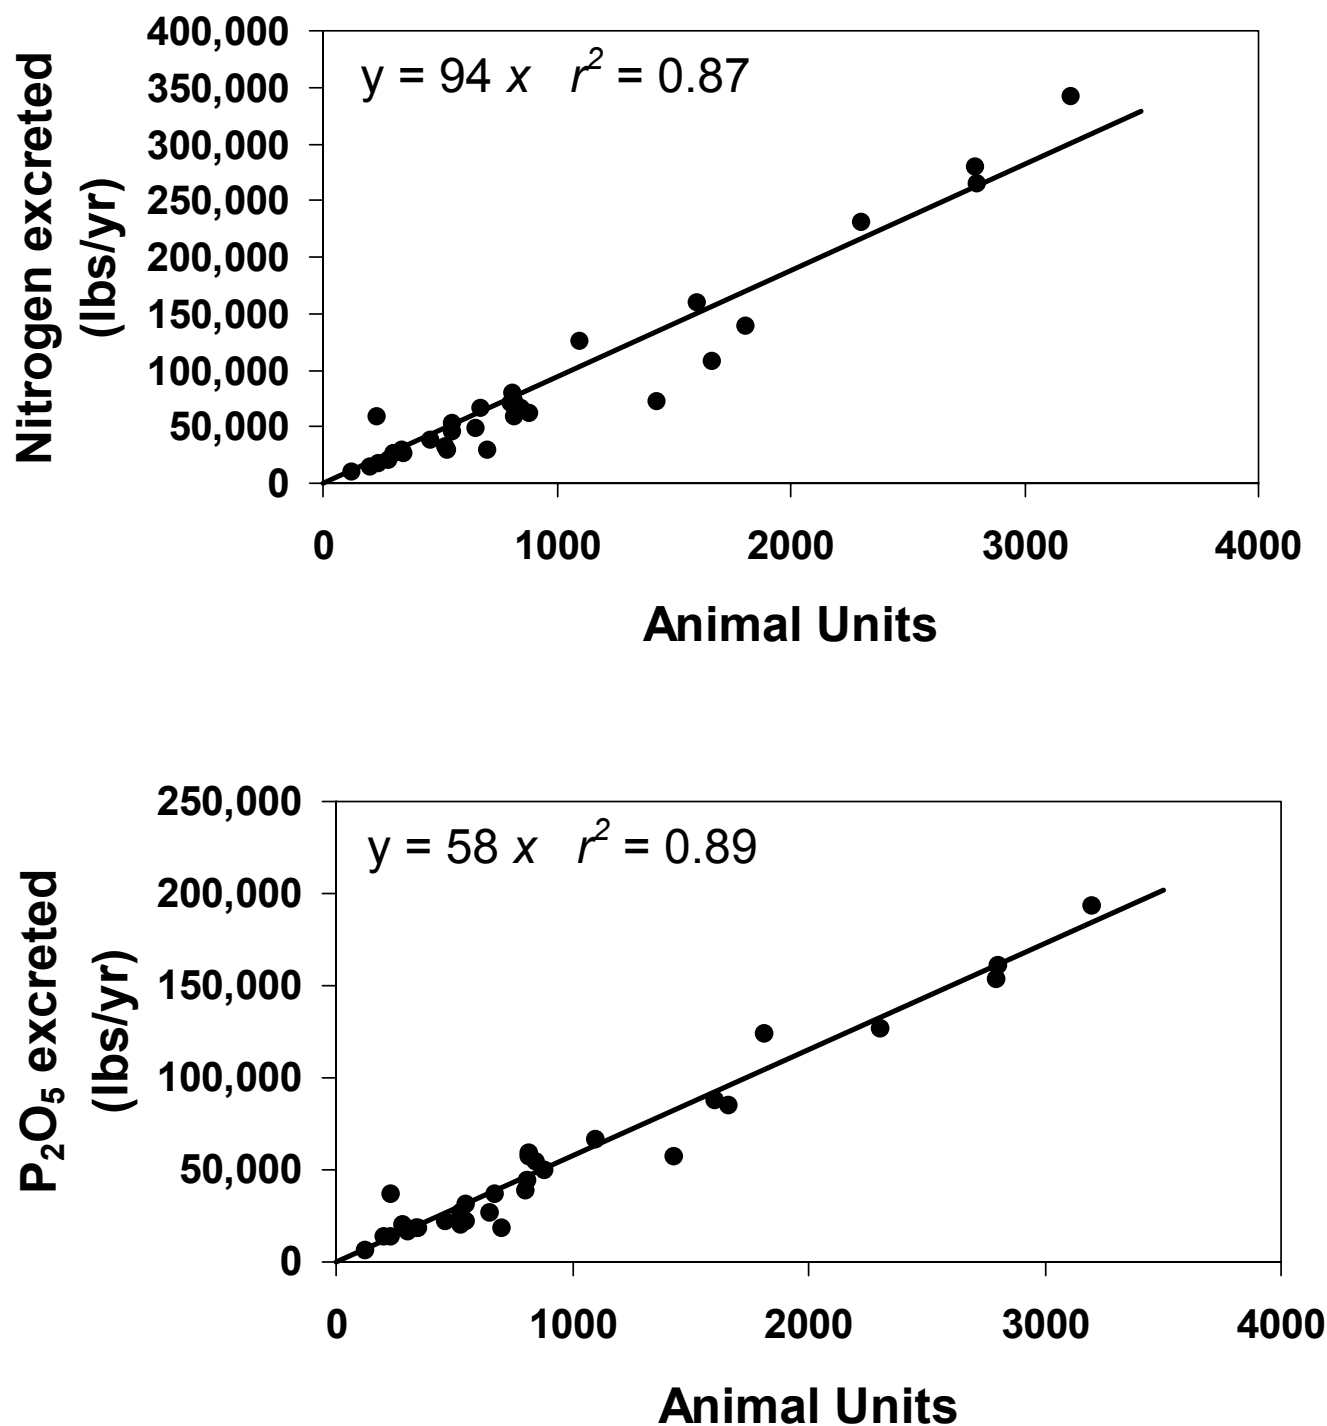 400,000
350,000
300,000
250,000
200,000
150,000
100,000
50,000
0
Nitrogen excreted
(lbs/yr)
y = 94 x r² = 0.87
0 1000 2000 3000 4000
Animal Units
250,000
200,000
150,000
100,000
50,000
0
P₂O₅ excreted
(lbs/yr)
y = 58 x r² = 0.89
0 1000 2000 3000 4000
Animal Units